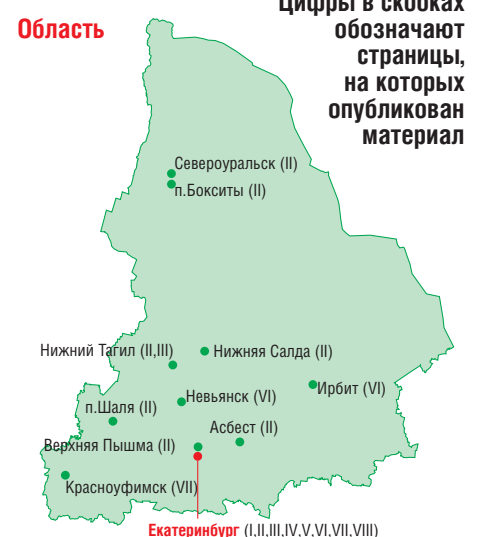 Цифры в скобках
Область
обозначают
страницы,
на которых
опубликован
материал
Североуральск (II)
п.Бокситы (II)
Нижний Тагил (II,III)
Нижняя Салда (II)
Невьянск (VI)
Ирбит (VI)
п.Шаля (II)
Асбест (II)
Верхняя Пышма (II)
Красноуфимск (VII)
Екатеринбург (I,II,III,IV,V,VI,VII,VIII)